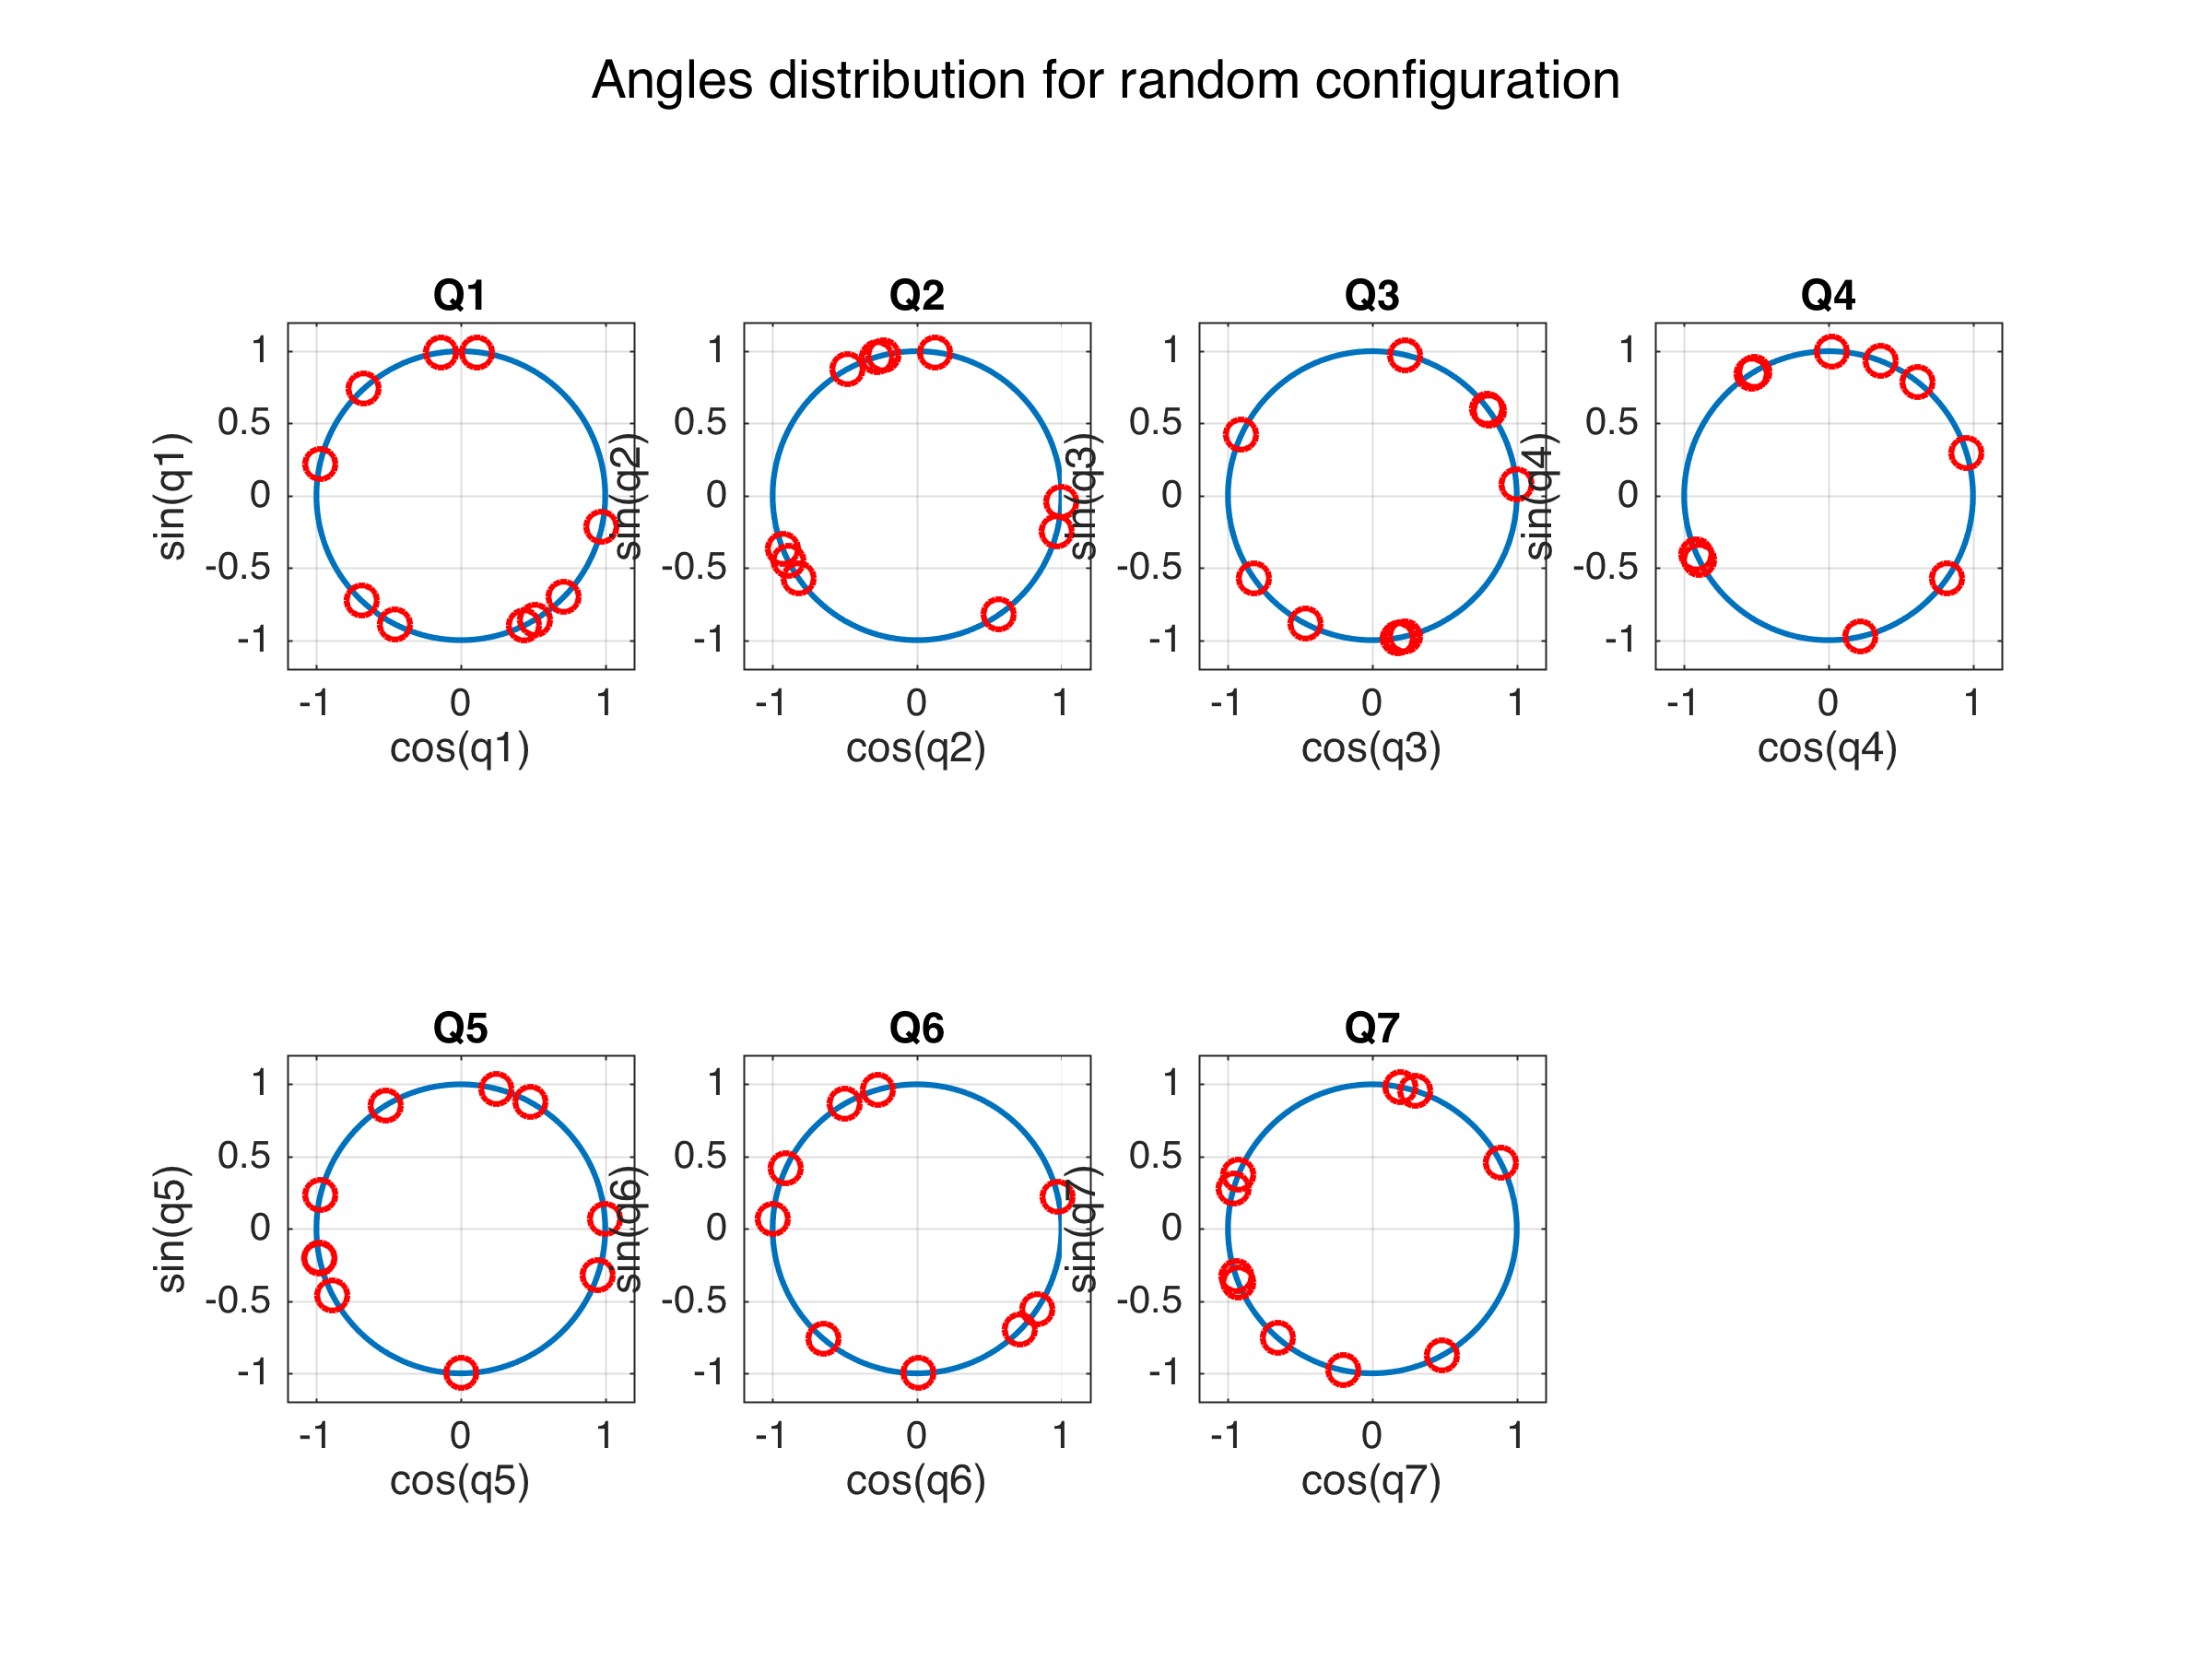 Angles distribution for random configuration
Q1
1
0.5
0
-0.5
-1
sin(q1)
-1 0 1
cos(q1)
Q2
1
0.5
0
-0.5
-1
sin(q2)
-1 0 1
cos(q2)
Q3
1
0.5
0
-0.5
-1
sin(q3)
-1 0 1
cos(q3)
Q4
1
0.5
0
-0.5
-1
sin(q4)
-1 0 1
cos(q4)
Q5
1
0.5
0
-0.5
-1
sin(q5)
-1 0 1
cos(q5)
Q6
1
0.5
0
-0.5
-1
sin(q6)
-1 0 1
cos(q6)
Q7
1
0.5
0
-0.5
-1
sin(q7)
-1 0 1
cos(q7)